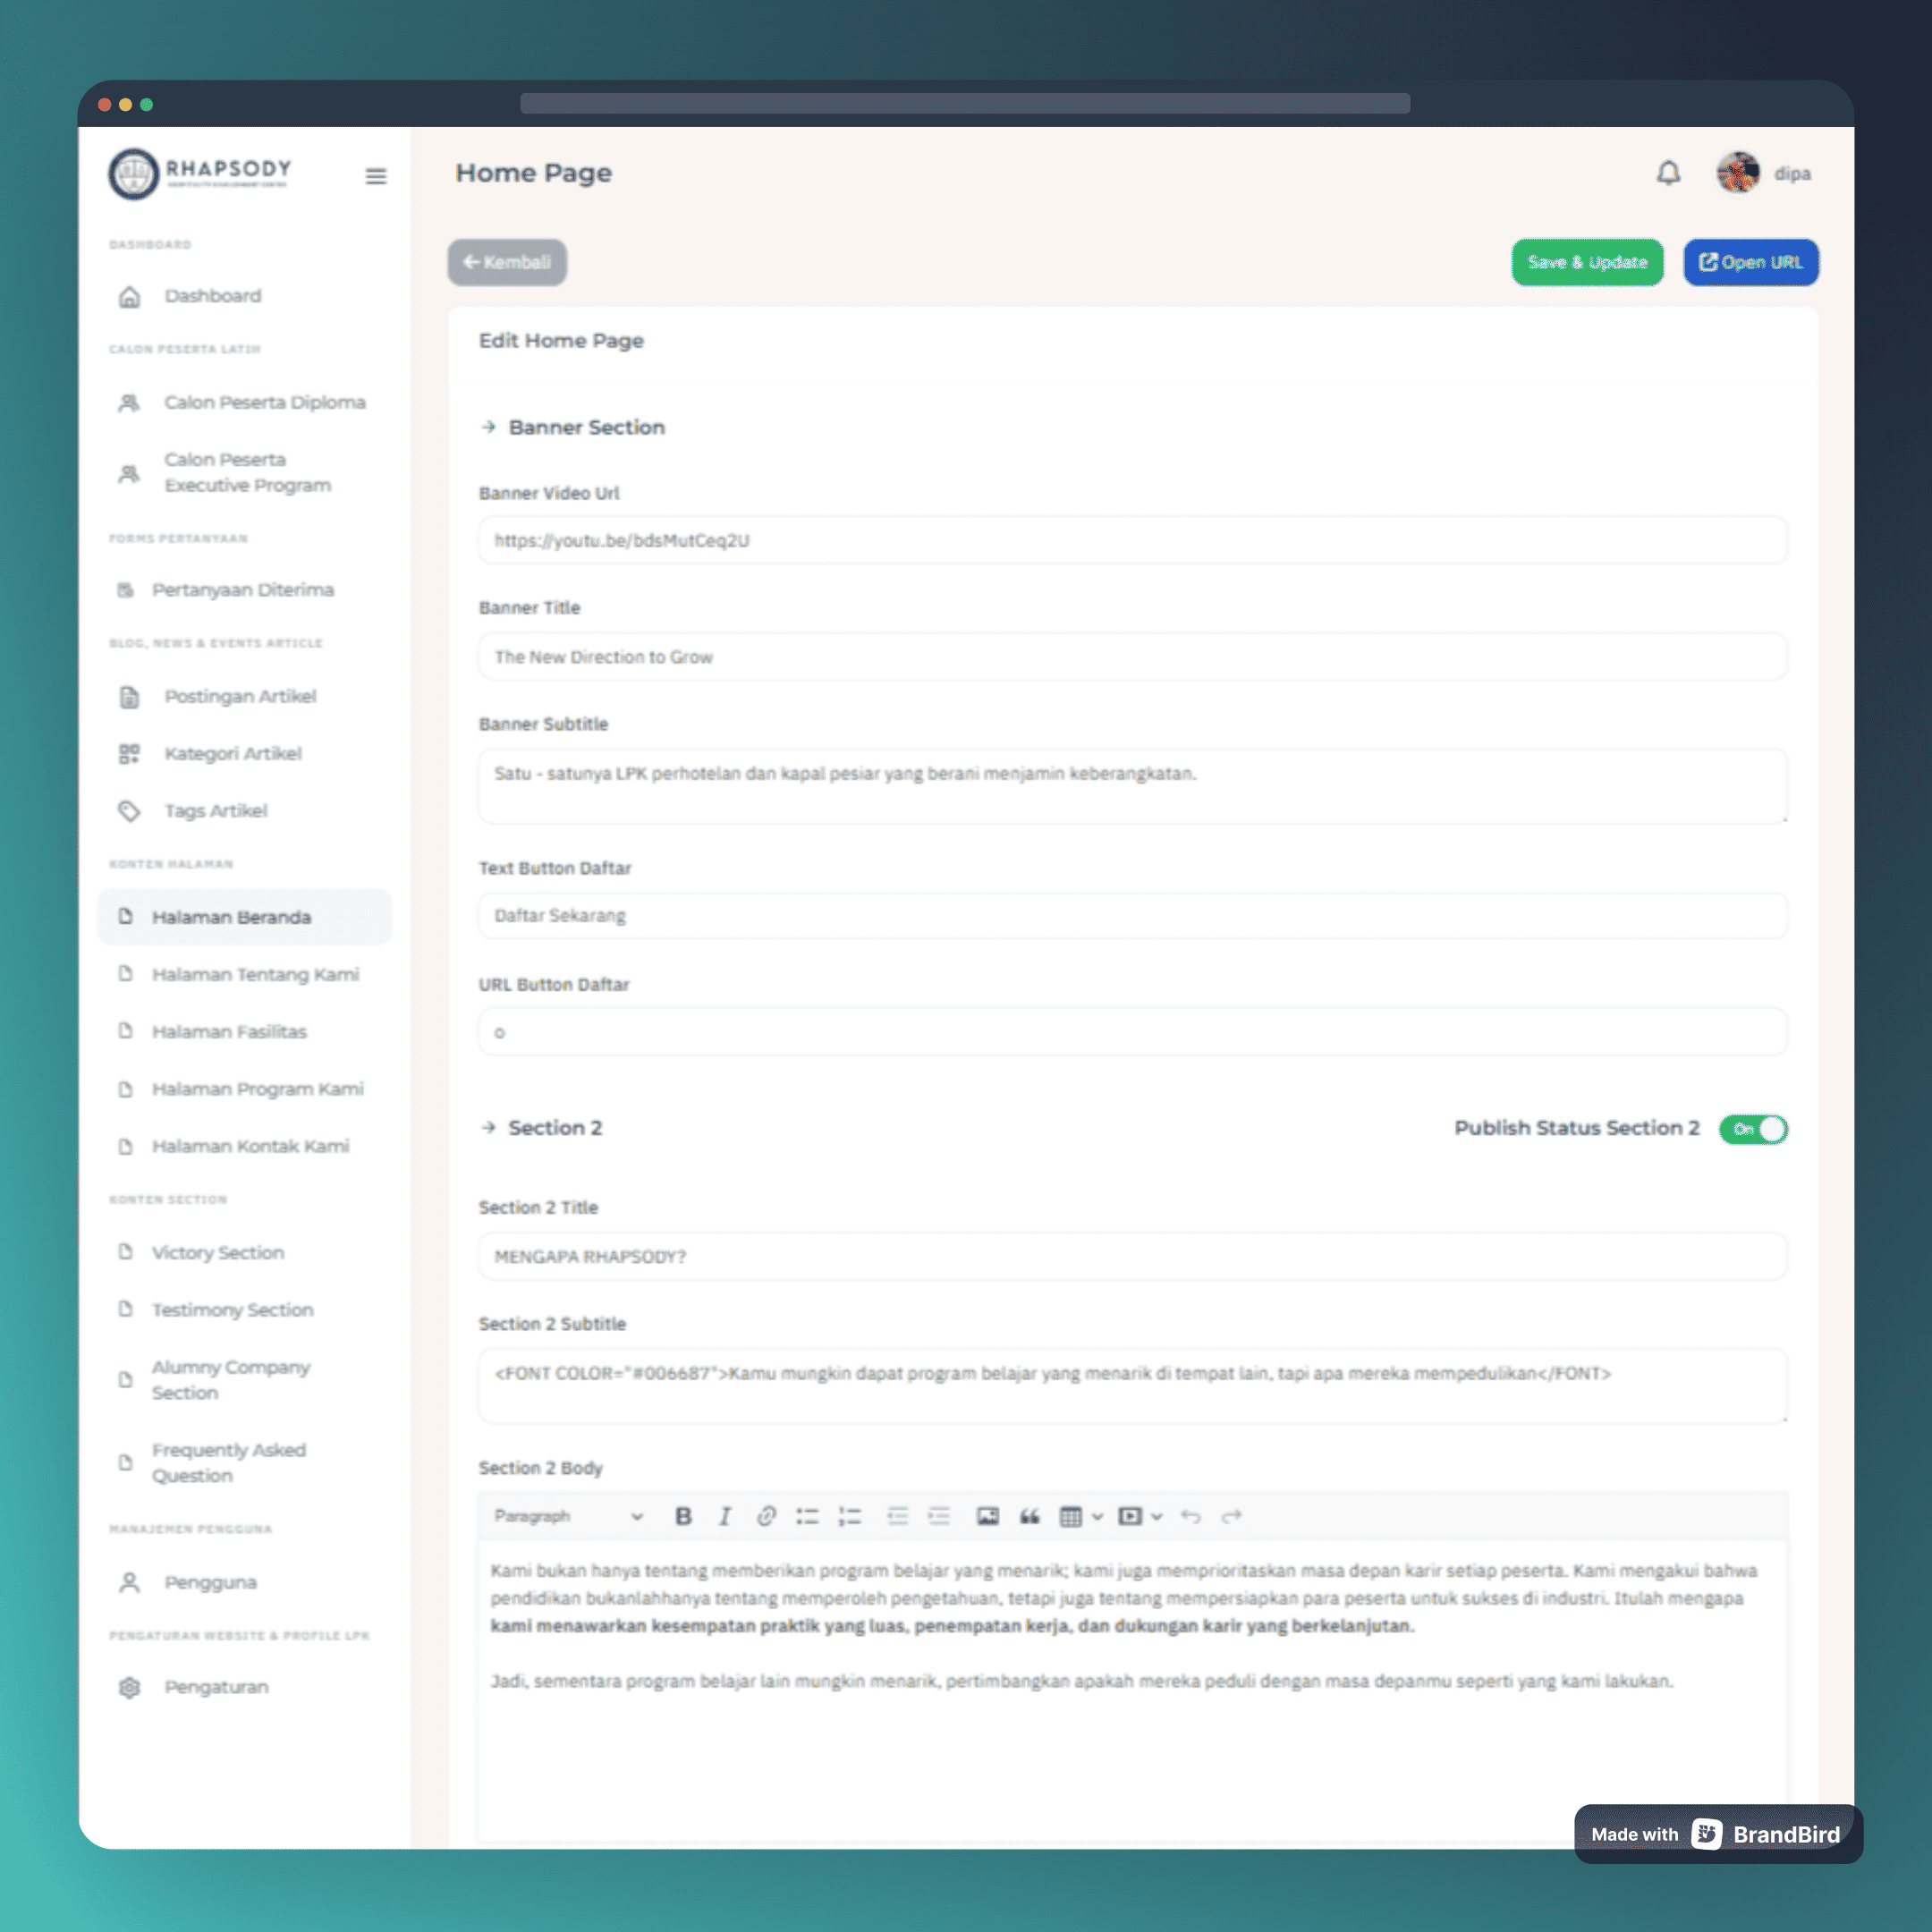 RHAPSODY
HOSPITALITY DEVELOPMENT CENTRE
DASHBOARD
Dashboard
CALON PESERTA LATIH
Calon Peserta Diploma
Calon Peserta
Executive Program
FORMS PERTANYAAN
Pertanyaan Diterima
BLOG, NEWS & EVENTS ARTICLE
Postingan Artikel
Kategori Artikel
Tags Artikel
KONTEN HALAMAN
Halaman Beranda
Halaman Tentang Kami
Halaman Fasilitas
Halaman Program Kami
Halaman Kontak Kami
KONTEN SECTION
Victory Section
Testimony Section
Alumny Company
Section
Frequently Asked
Question
MANAJEMEN PENGGUNA
Pengguna
PENGATURAN WEBSITE & PROFILE LPK
Pengaturan
Home Page
dipa
Kembali
Save & Update
Open URL
Edit Home Page
Banner Section
Banner Video Url
https://youtu.be/bdsMutCeq2U
Banner Title
The New Direction to Grow
Banner Subtitle
Satu - satunya LPK perhotelan dan kapal pesiar yang berani menjamin keberangkatan.
Text Button Daftar
Daftar Sekarang
URL Button Daftar
o
Section 2
Publish Status Section 2
On
Section 2 Title
MENGAPA RHAPSODY?
Section 2 Subtitle
<FONT COLOR="#006687">Kamu mungkin dapat program belajar yang menarik di tempat lain, tapi apa mereka mempedulikan</FONT>
Section 2 Body
Paragraph
Kami bukan hanya tentang memberikan program belajar yang menarik; kami juga memprioritaskan masa depan karir setiap peserta. Kami mengakui bahwa
pendidikan bukanlahhanya tentang memperoleh pengetahuan, tetapi juga tentang mempersiapkan para peserta untuk sukses di industri. Itulah mengapa
kami menawarkan kesempatan praktik yang luas, penempatan kerja, dan dukungan karir yang berkelanjutan.
Jadi, sementara program belajar lain mungkin menarik, pertimbangkan apakah mereka peduli dengan masa depanmu seperti yang kami lakukan.
Made with BrandBird